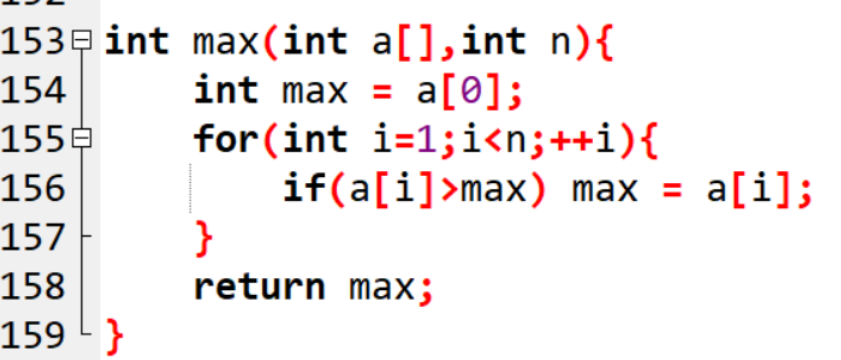 153 int max(int a[],int n){
154     int max = a[0];
155     for(int i=1;i<n;++i){
156         if(a[i]>max) max = a[i];
157     }
158     return max;
159 }